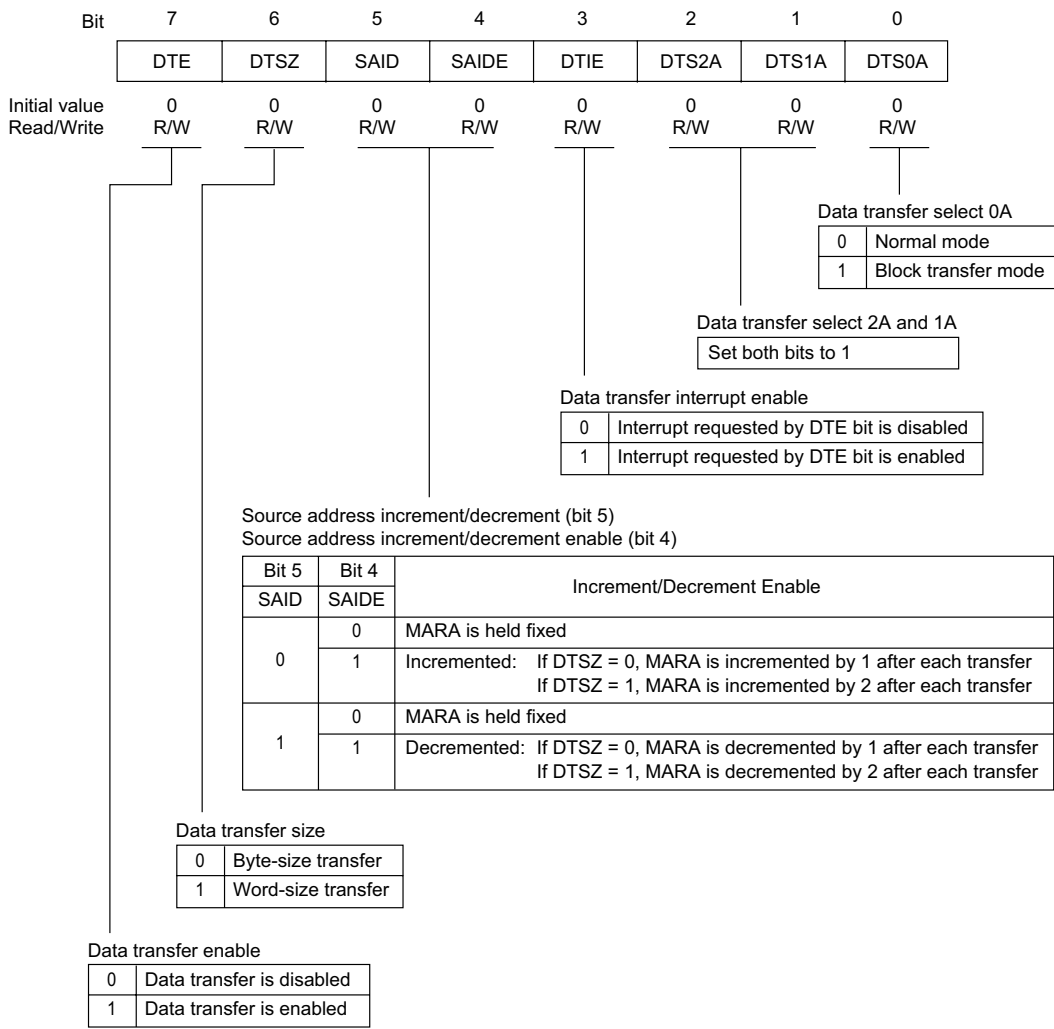 Bit 7 6 5 4 3 2 1 0
DTE DTSZ SAID SAIDE DTIE DTS2A DTS1A DTS0A
Initial value 0 0 0 0 0 0 0 0
Read/Write R/W R/W R/W R/W R/W R/W R/W R/W
Data transfer select 0A
0 Normal mode
1 Block transfer mode
Data transfer select 2A and 1A
Set both bits to 1
Data transfer interrupt enable
0 Interrupt requested by DTE bit is disabled
1 Interrupt requested by DTE bit is enabled
Source address increment/decrement (bit 5)
Source address increment/decrement enable (bit 4)
Bit 5 Bit 4 Increment/Decrement Enable
SAID SAIDE
0 0 MARA is held fixed
1 Incremented: If DTSZ = 0, MARA is incremented by 1 after each transfer
If DTSZ = 1, MARA is incremented by 2 after each transfer
1 0 MARA is held fixed
1 Decremented: If DTSZ = 0, MARA is decremented by 1 after each transfer
If DTSZ = 1, MARA is decremented by 2 after each transfer
Data transfer size
0 Byte-size transfer
1 Word-size transfer
Data transfer enable
0 Data transfer is disabled
1 Data transfer is enabled